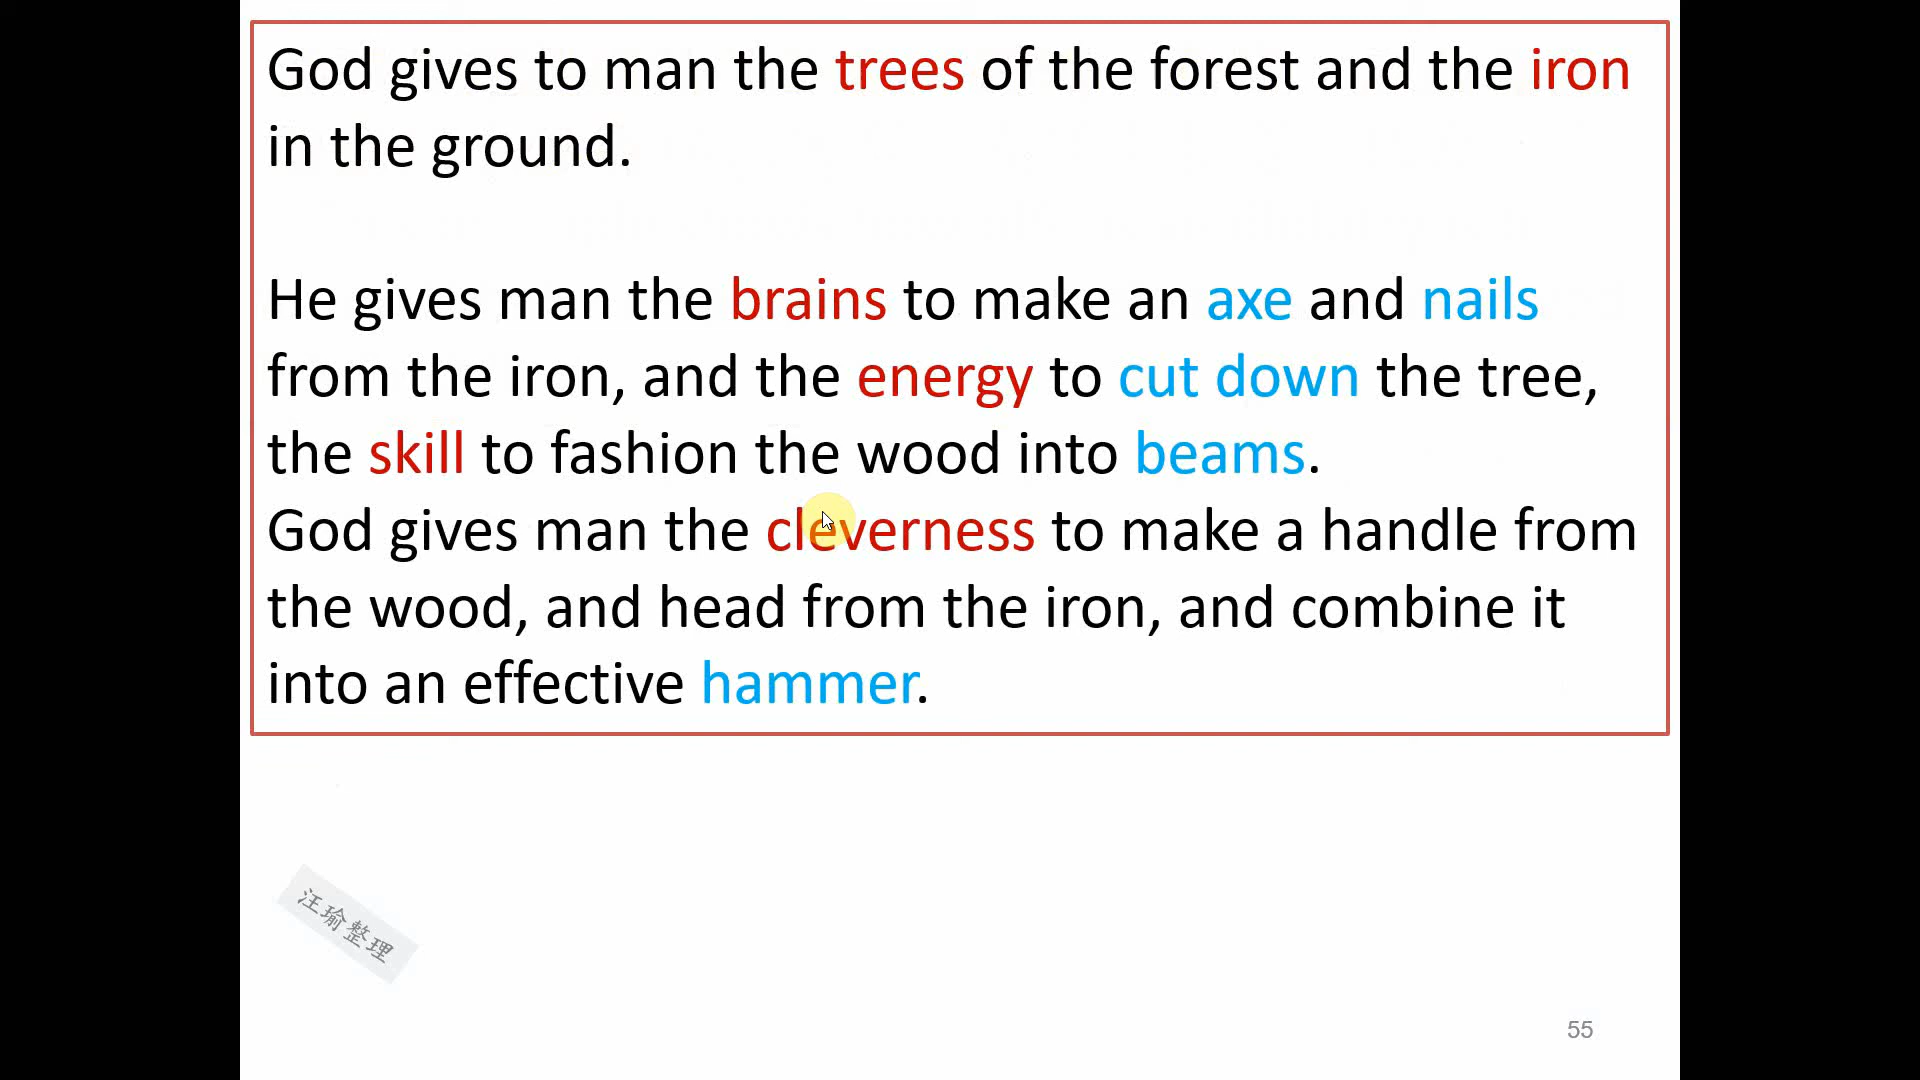 God gives to man the trees of the forest and the iron
in the ground.
He gives man the brains to make an axe and nails
from the iron, and the energy to cut down the tree,
the skill to fashion the wood into beams.
God gives man the cleverness to make a handle from
the wood, and head from the iron, and combine it
into an effective hammer.
汪瑜整理
55